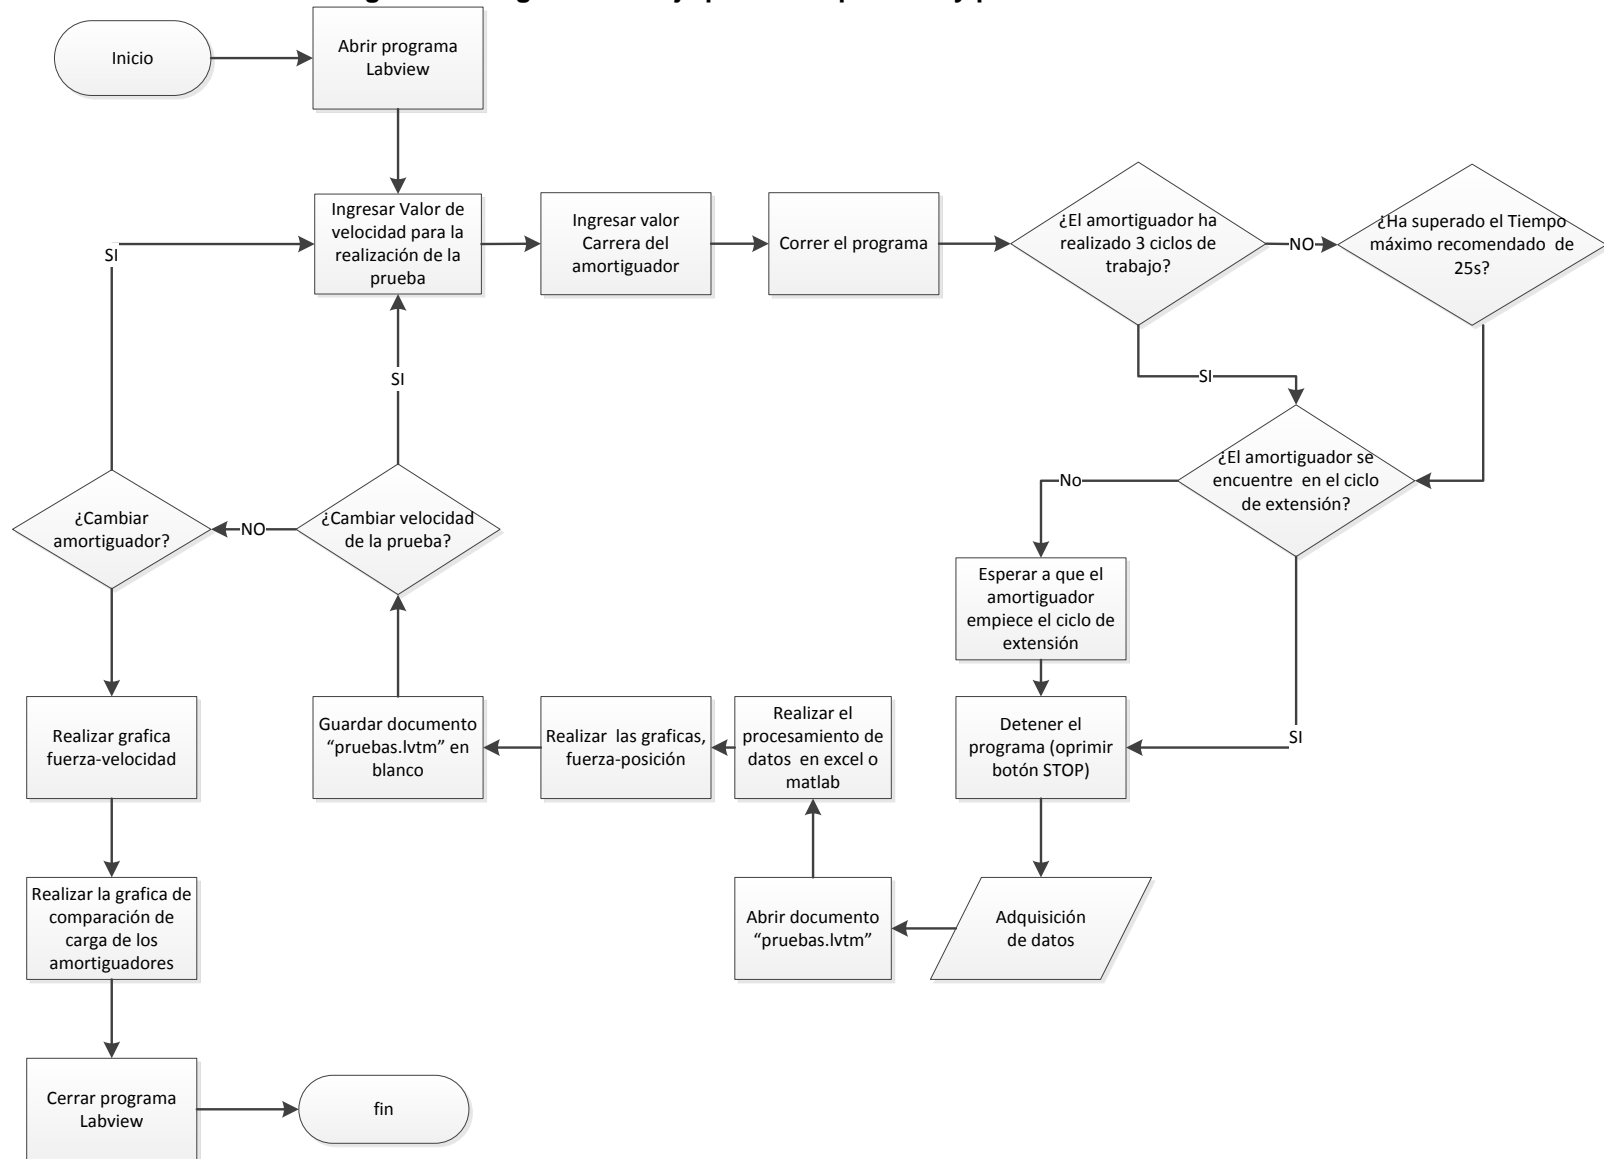 Inicio
Abrir programa
Labview
Ingresar Valor de
velocidad para la
realización de la
prueba
Ingresar valor
Carrera del
amortiguador
Correr el programa
¿El amortiguador ha
realizado 3 ciclos de
trabajo?
NO
¿Ha superado el Tiempo
máximo recomendado de
25s?
SI
SI
SI
¿El amortiguador se
encuentre en el ciclo
de extensión?
No
¿Cambiar
amortiguador?
NO
¿Cambiar velocidad
de la prueba?
Esperar a que el
amortiguador
empiece el ciclo de
extensión
SI
Realizar grafica
fuerza-velocidad
Guardar documento
“pruebas.lvtm” en
blanco
Realizar las graficas,
fuerza-posición
Realizar el
procesamiento de
datos en excel o
matlab
Detener el
programa (oprimir
botón STOP)
Realizar la grafica de
comparación de
carga de los
amortiguadores
Abrir documento
“pruebas.lvtm”
Adquisición
de datos
Cerrar programa
Labview
fin